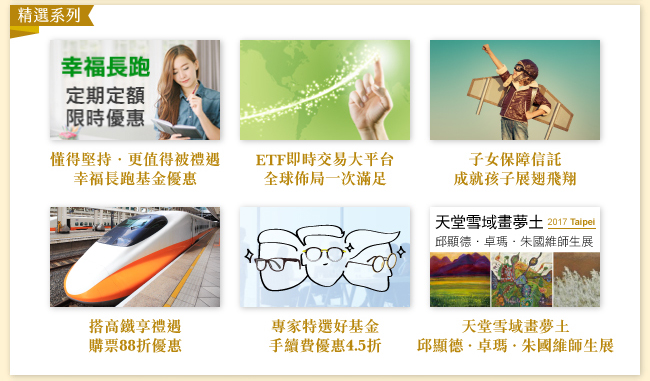 精選系列
幸福長跑
定期定額
限時優惠
懂得堅持‧更值得被禮遇
幸福長跑基金優惠
ETF即時交易大平台
全球佈局一次滿足
子女保障信託
成就孩子展翅飛翔
搭高鐵享禮遇
購票88折優惠
專家特選好基金
手續費優惠4.5折
天堂雪域畫夢土 2017 Taipei
邱顯德‧卓瑪‧朱國維師生展
天堂雪域畫夢土
邱顯德‧卓瑪‧朱國維師生展